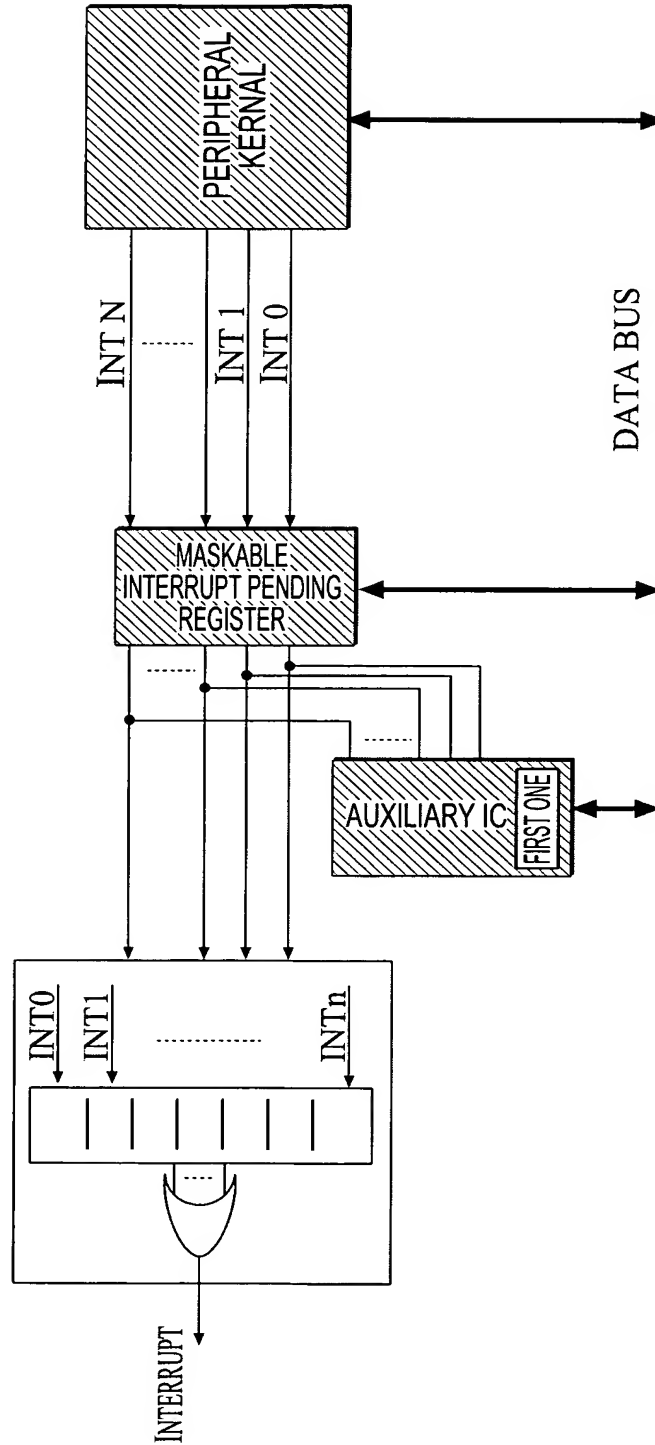 PERIPHERAL
KERNAL
INT N
INT 1
INT 0
MASKABLE
INTERRUPT PENDING
REGISTER
AUXILIARY IC
FIRST ONE
INT0
INT1
INTn
INTERRUPT
DATA BUS